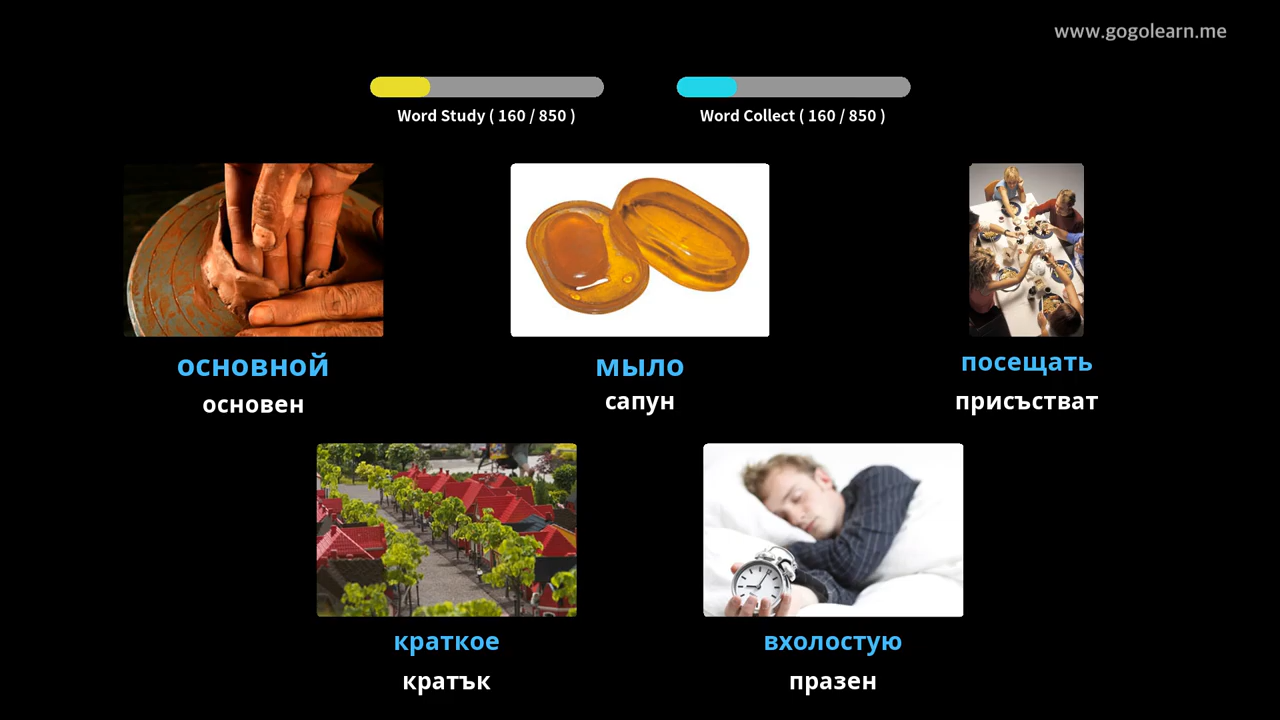 www.gogolearn.me
Word Study ( 160 / 850 )
Word Collect ( 160 / 850 )
основной
основен
мыло
сапун
посещать
присъстват
краткое
кратък
вхолостую
празен